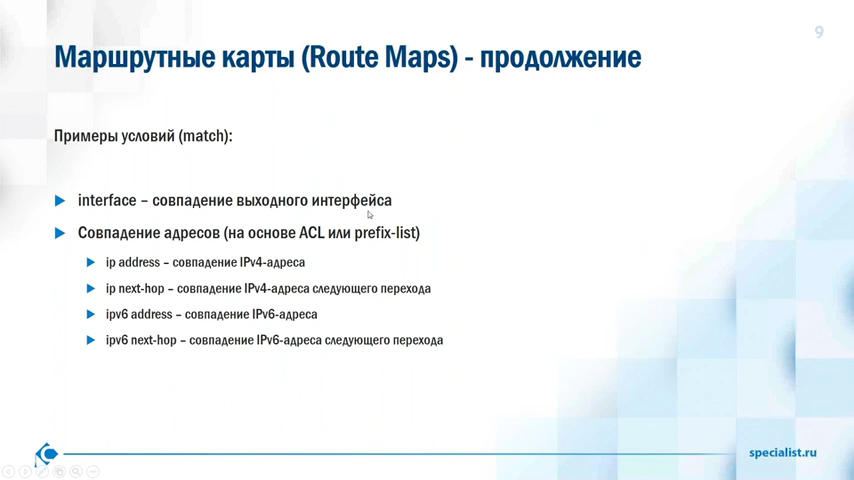 9
Маршрутные карты (Route Maps) - продолжение
Примеры условий (match):
interface – совпадение выходного интерфейса
Совпадение адресов (на основе ACL или prefix-list)
ip address – совпадение IPv4-адреса
ip next-hop – совпадение IPv4-адреса следующего перехода
ipv6 address – совпадение IPv6-адреса
ipv6 next-hop – совпадение IPv6-адреса следующего перехода
specialist.ru